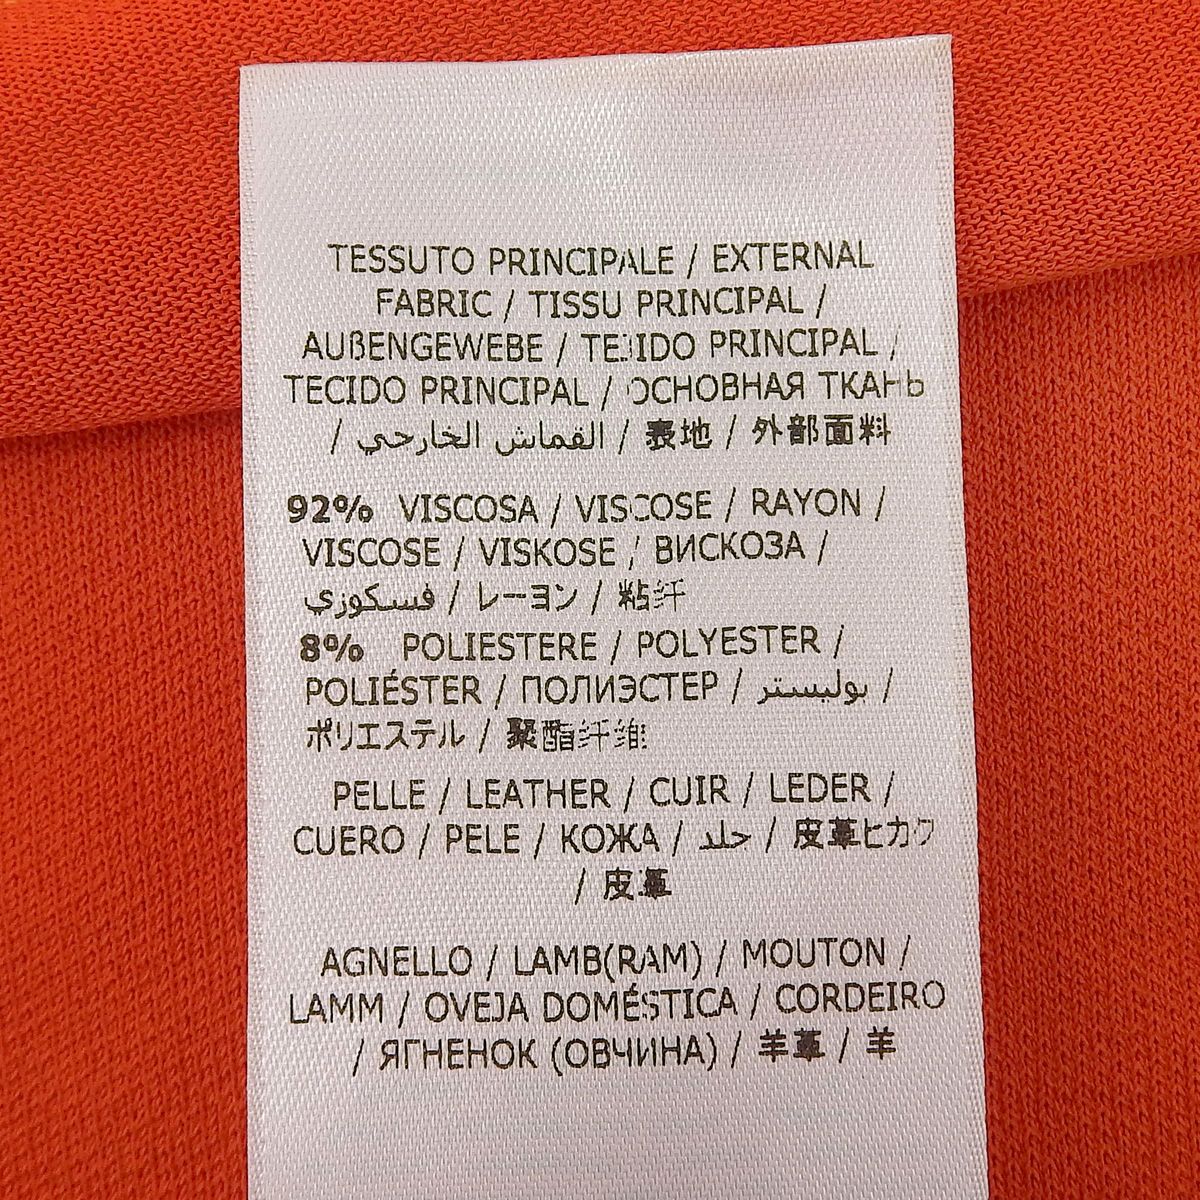 TESSUTO PRINCIPALE / EXTERNAL
FABRIC / TISSU PRINCIPAL /
AUßENGEWEBE / TEJIDO PRINCIPAL /
TECIDO PRINCIPAL / ОСНОВНАЯ ТКАНЬ
/ القماش الخارجي / 表地 / 外部面料
92% VISCOSA / VISCOSE / RAYON /
VISCOSE / VISKOSE / ВИСКОЗА /
فسكوزي / レーヨン / 粘纤
8% POLIESTERE / POLYESTER /
POLIÉSTER / ПОЛИЭСТЕР / بوليستر /
ポリエステル / 聚酯纤维
PELLE / LEATHER / CUIR / LEDER /
CUERO / PELE / КОЖА / جلد / 皮革ヒカク
/ 皮革
AGNELLO / LAMB(RAM) / MOUTON /
LAMM / OVEJA DOMÉSTICA / CORDEIRO
/ ЯГНЕНОК (ОВЧИНА) / 羊革 / 羊